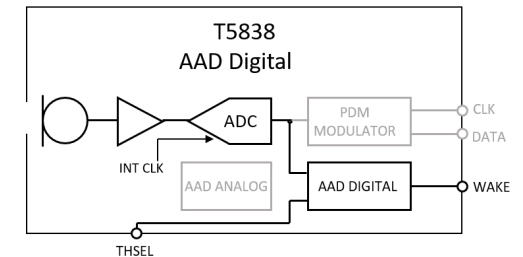 T5838
AAD Digital
ADC
PDM
MODULATOR
CLK
DATA
INT CLK
AAD ANALOG
AAD DIGITAL
WAKE
THSEL